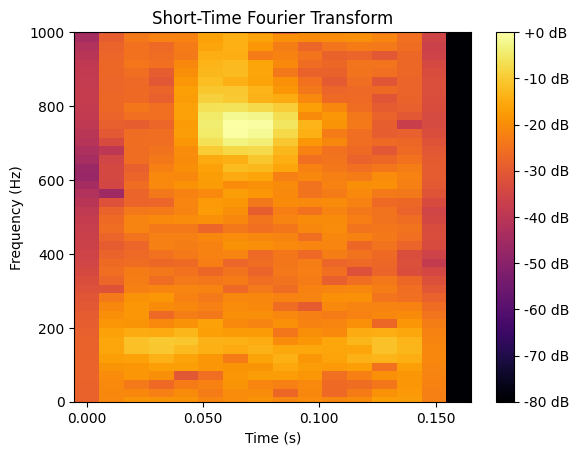 Short-Time Fourier Transform
1000
800
600
400
200
0
Frequency (Hz)
0.000
0.050
0.100
0.150
Time (s)
+0 dB
-10 dB
-20 dB
-30 dB
-40 dB
-50 dB
-60 dB
-70 dB
-80 dB